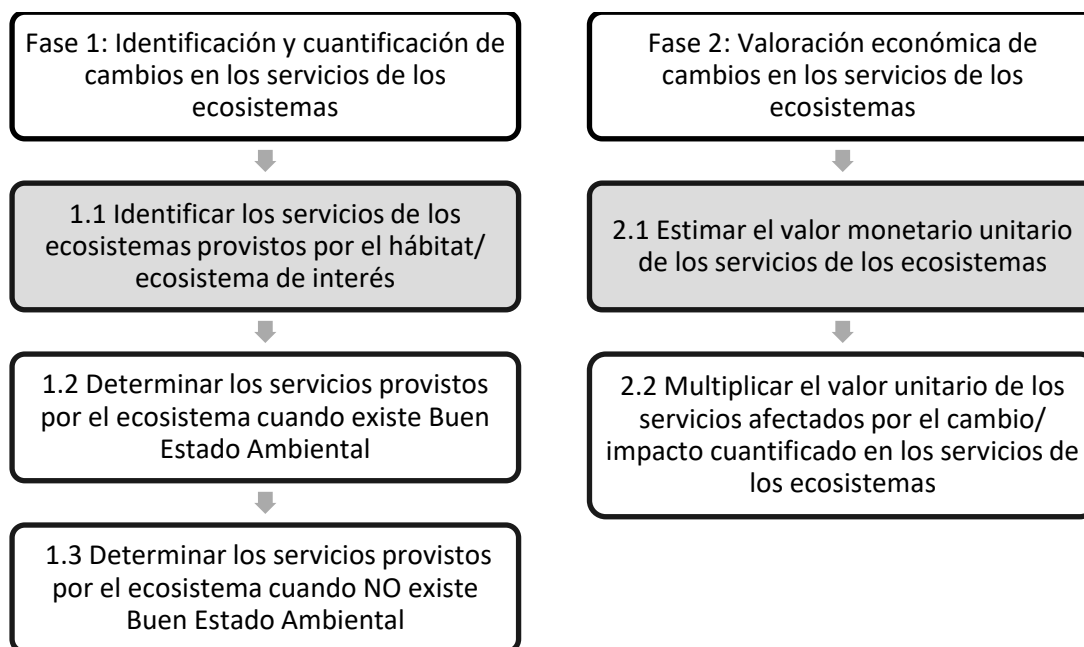 Fase 1: Identificación y cuantificación de
cambios en los servicios de los
ecosistemas
1.1 Identificar los servicios de los
ecosistemas provistos por el hábitat/
ecosistema de interés
1.2 Determinar los servicios provistos
por el ecosistema cuando existe Buen
Estado Ambiental
1.3 Determinar los servicios provistos
por el ecosistema cuando NO existe
Buen Estado Ambiental
Fase 2: Valoración económica de
cambios en los servicios de los
ecosistemas
2.1 Estimar el valor monetario unitario
de los servicios de los ecosistemas
2.2 Multiplicar el valor unitario de los
servicios afectados por el cambio/
impacto cuantificado en los servicios de
los ecosistemas